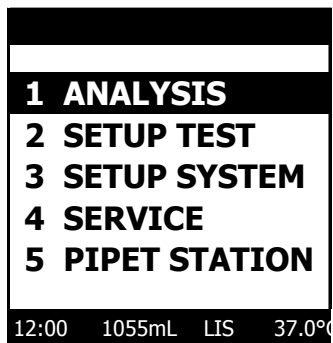 1 ANALYSIS
2 SETUP TEST
3 SETUP SYSTEM
4 SERVICE
5 PIPET STATION
12:00 1055mL LIS 37.0°C